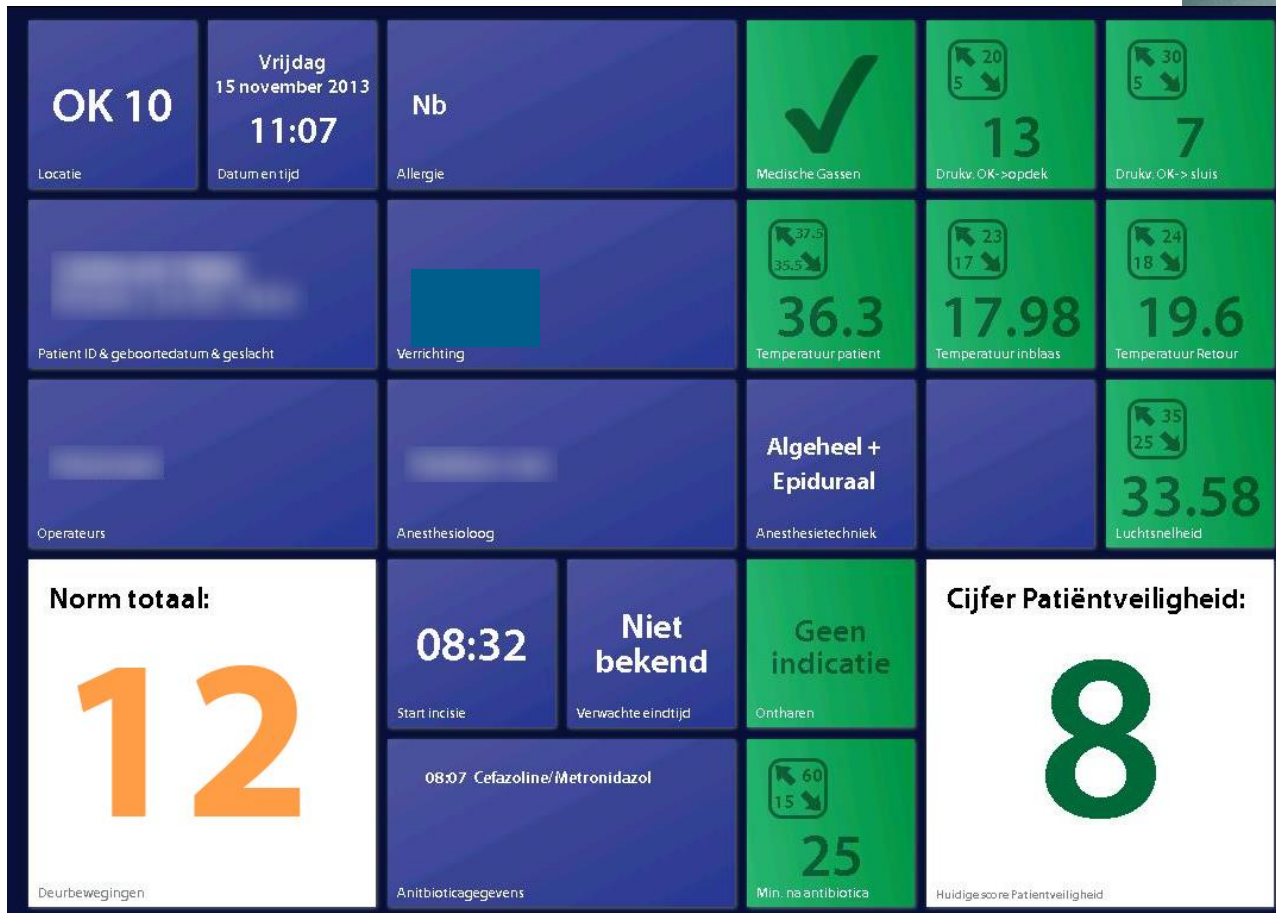 OK 10
Locatie
Vrijdag
15 november 2013
11:07
Datum en tijd
Nb
Allergie
Medische Gassen
20
5
13
Drukv. OK->opdek
30
5
7
Drukv. OK-> sluis
Patient ID & geboortedatum & geslacht
Verrichting
37.5
35.5
36.3
Temperatuur patient
23
17
17.98
Temperatuur inblaas
24
18
19.6
Temperatuur Retour
Operateurs
Anesthesioloog
Algeheel +
Epiduraal
Anesthesietechniek
35
25
33.58
Luchtsnelheid
Norm totaal:
12
Deurbewegingen
08:32
Start incisie
Niet
bekend
Verwachte eindtijd
Geen
indicatie
Ontharen
Cijfer Patiëntveiligheid:
8
Huidige score Patientveiligheid
08:07 Cefazoline/Metronidazol
Anitbioticagegevens
60
15
25
Min. na antibiotica